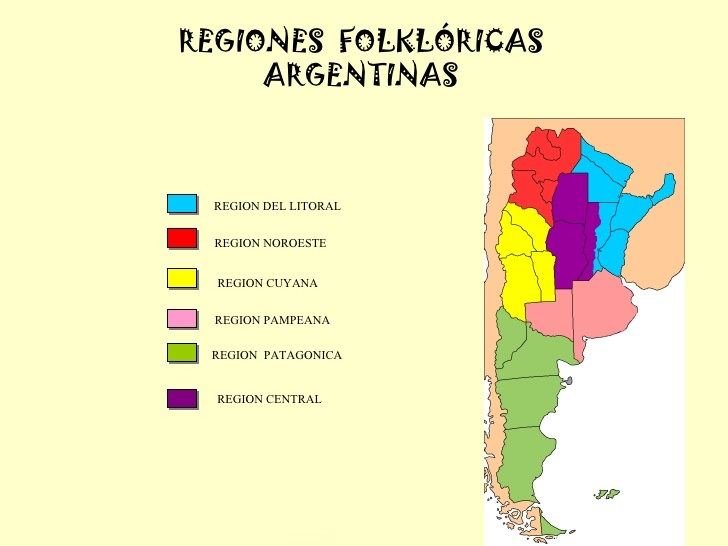 REGIONES FOLKLÓRICAS
ARGENTINAS
REGION DEL LITORAL
REGION NOROESTE
REGION CUYANA
REGION PAMPEANA
REGION PATAGONICA
REGION CENTRAL